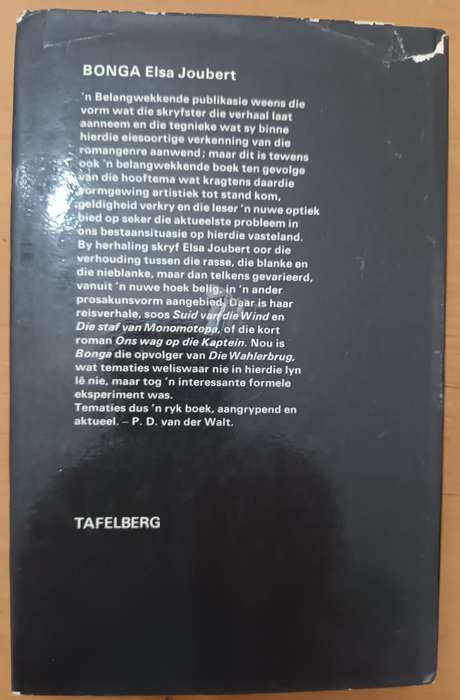 BONGA Elsa Joubert
'n Belangwekkende publikasie weens die
vorm wat die skryfster die verhaal laat
aanneem en die tegnieke wat sy binne
hierdie eiesoortige verkenning van die
romangenre aanwend; maar dit is tewens
ook 'n belangwekkende boek ten gevolge
van die hooftema wat kragtens daardie
vormgewing artistiek tot stand kom,
geldigheid verkry en die leser 'n nuwe optiek
bied op seker die aktueelste probleem in
ons bestaansituasie op hierdie vasteland.
By herhaling skryf Elsa Joubert oor die
verhouding tussen die rasse, die blanke en
die nieblanke, maar dan telkens gevarieerd,
vanuit 'n nuwe hoek belig, in 'n ander
prosakunsvorm aangebied. Daar is haar
reisverhale, soos Suid van die Wind en
Die staf van Monomotopa, of die kort
roman Ons wag op die Kaptein. Nou is
Bonga die opvolger van Die Wahlerbrug,
wat tematies weliswaar nie in hierdie lyn
lê nie, maar tog 'n interessante formele
eksperiment was.
Tematies dus 'n ryk boek, aangrypend en
aktueel. – P. D. van der Walt.
TAFELBERG